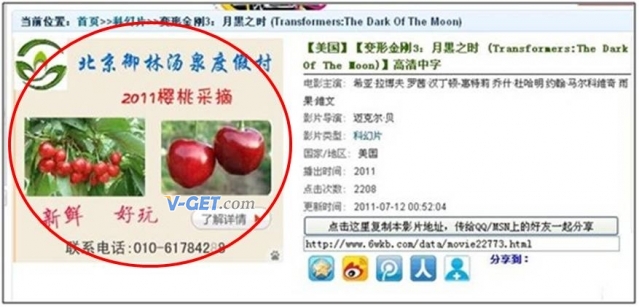 当前位置: 首页>>科幻片>>变形金刚3: 月黑之时 (Transformers:The Dark Of The Moon)
北京御林汤泉度假村
2011樱桃采摘
V-GET.com
新鲜 好玩
了解详情
联系电话:010-61784288
【美国】【变形金刚3: 月黑之时 (Transformers:The Dark
Of The Moon)】高清中字
电影主演: 希亚·拉博夫 罗茜·汉丁顿·惠特莉 乔什·杜哈明 约翰·马尔科维奇 雨
果·维文
影片导演: 迈克尔·贝
影片类型: 科幻片
国家/地区: 美国
播出时间: 2011
点击次数: 2208
更新时间: 2011-07-12 00:52:04
点击这里复制本影片地址，传给QQ/MSN上的好友一起分享
http://www.6wkb.com/data/movie22773.html
分享到: